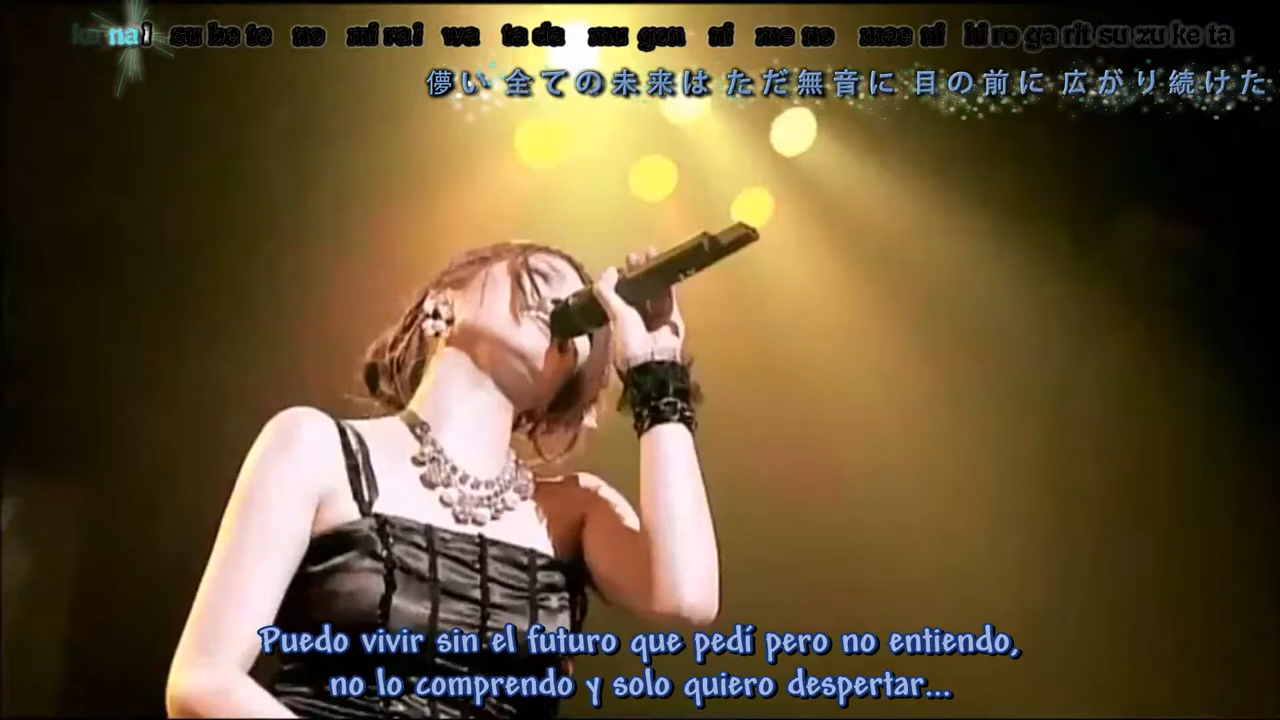 ka na i su be te no mi ra i wa ta da mu gon ni me no mae ni hi ro ga rit su zu ke ta
儚い 全ての未来は ただ無音に 目の前に 広がり続けた
Puedo vivir sin el futuro que pedí pero no entiendo,
no lo comprendo y solo quiero despertar...